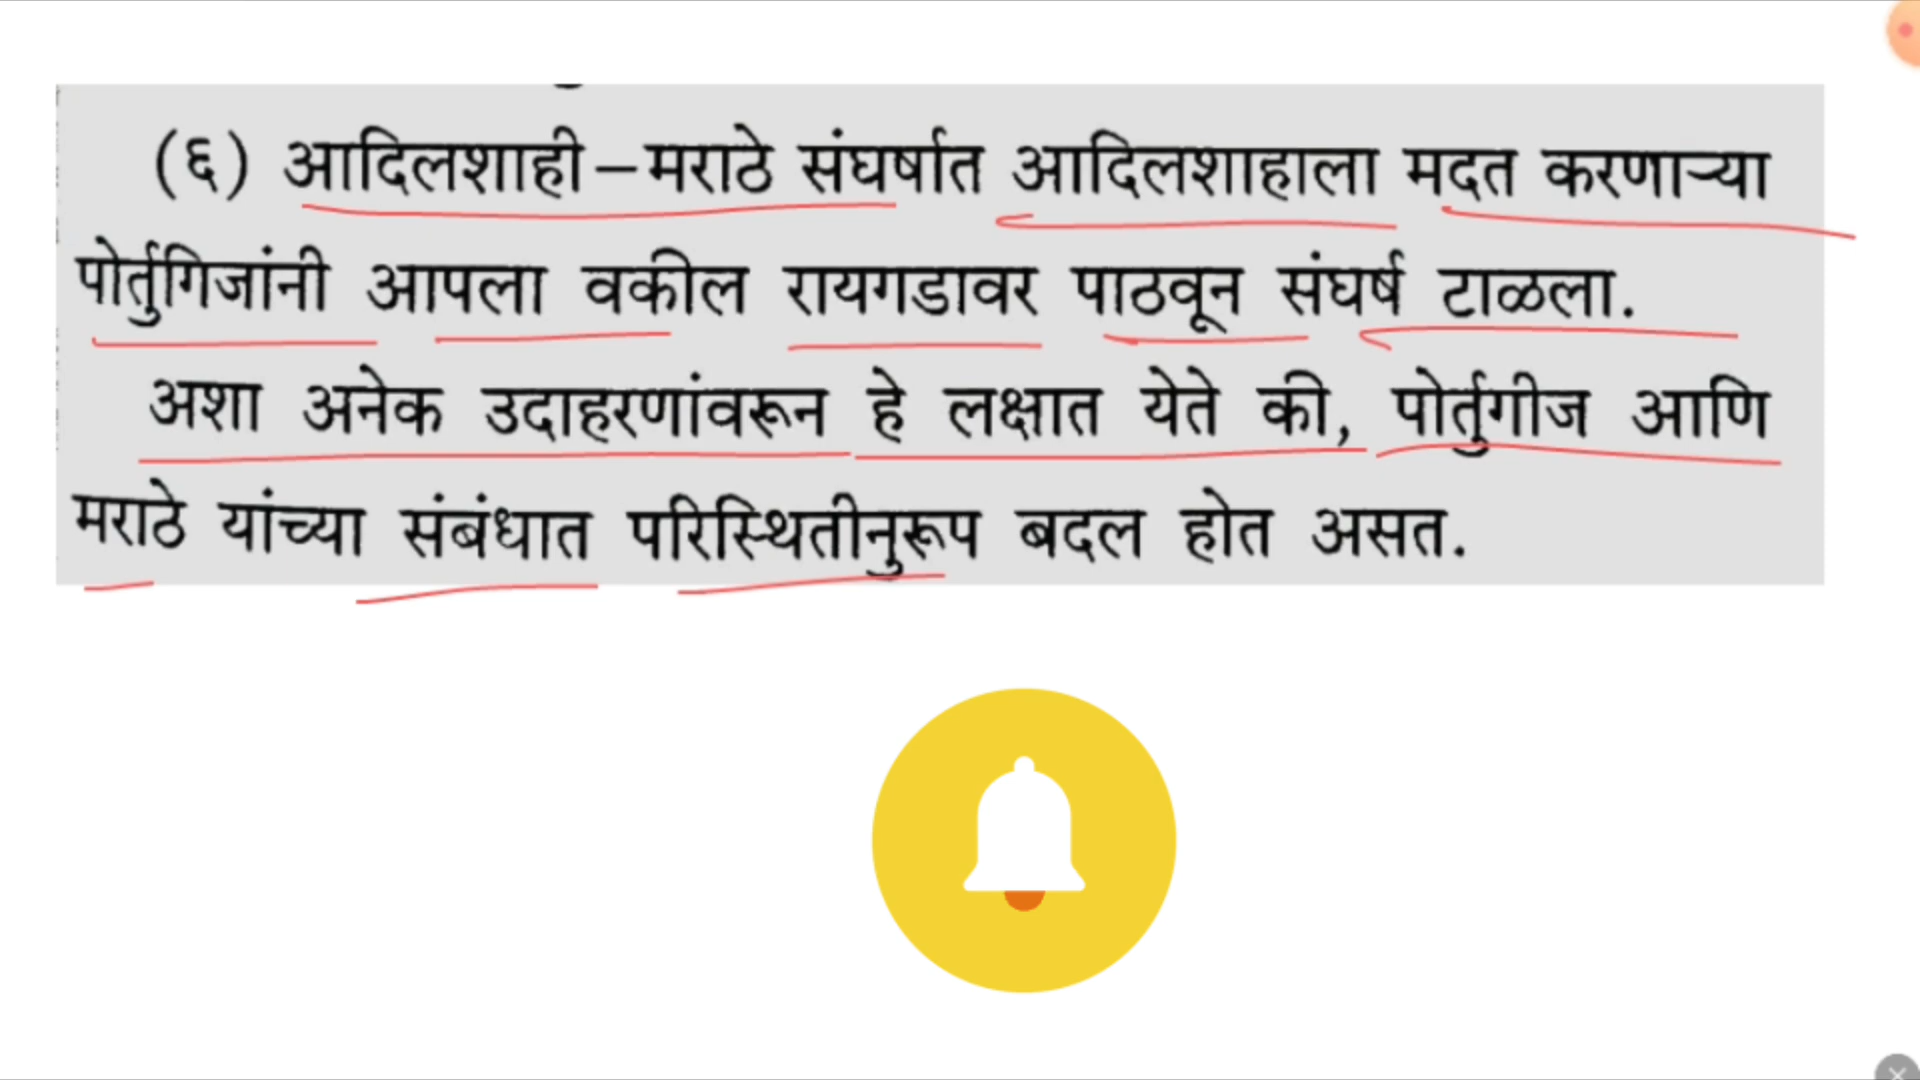 (६) आदिलशाही–मराठे संघर्षात आदिलशाहाला मदत करणाऱ्या
पोर्तुगिजांनी आपला वकील रायगडावर पाठवून संघर्ष टाळला.
अशा अनेक उदाहरणांवरून हे लक्षात येते की, पोर्तुगीज आणि
मराठे यांच्या संबंधात परिस्थितीनुरूप बदल होत असत.